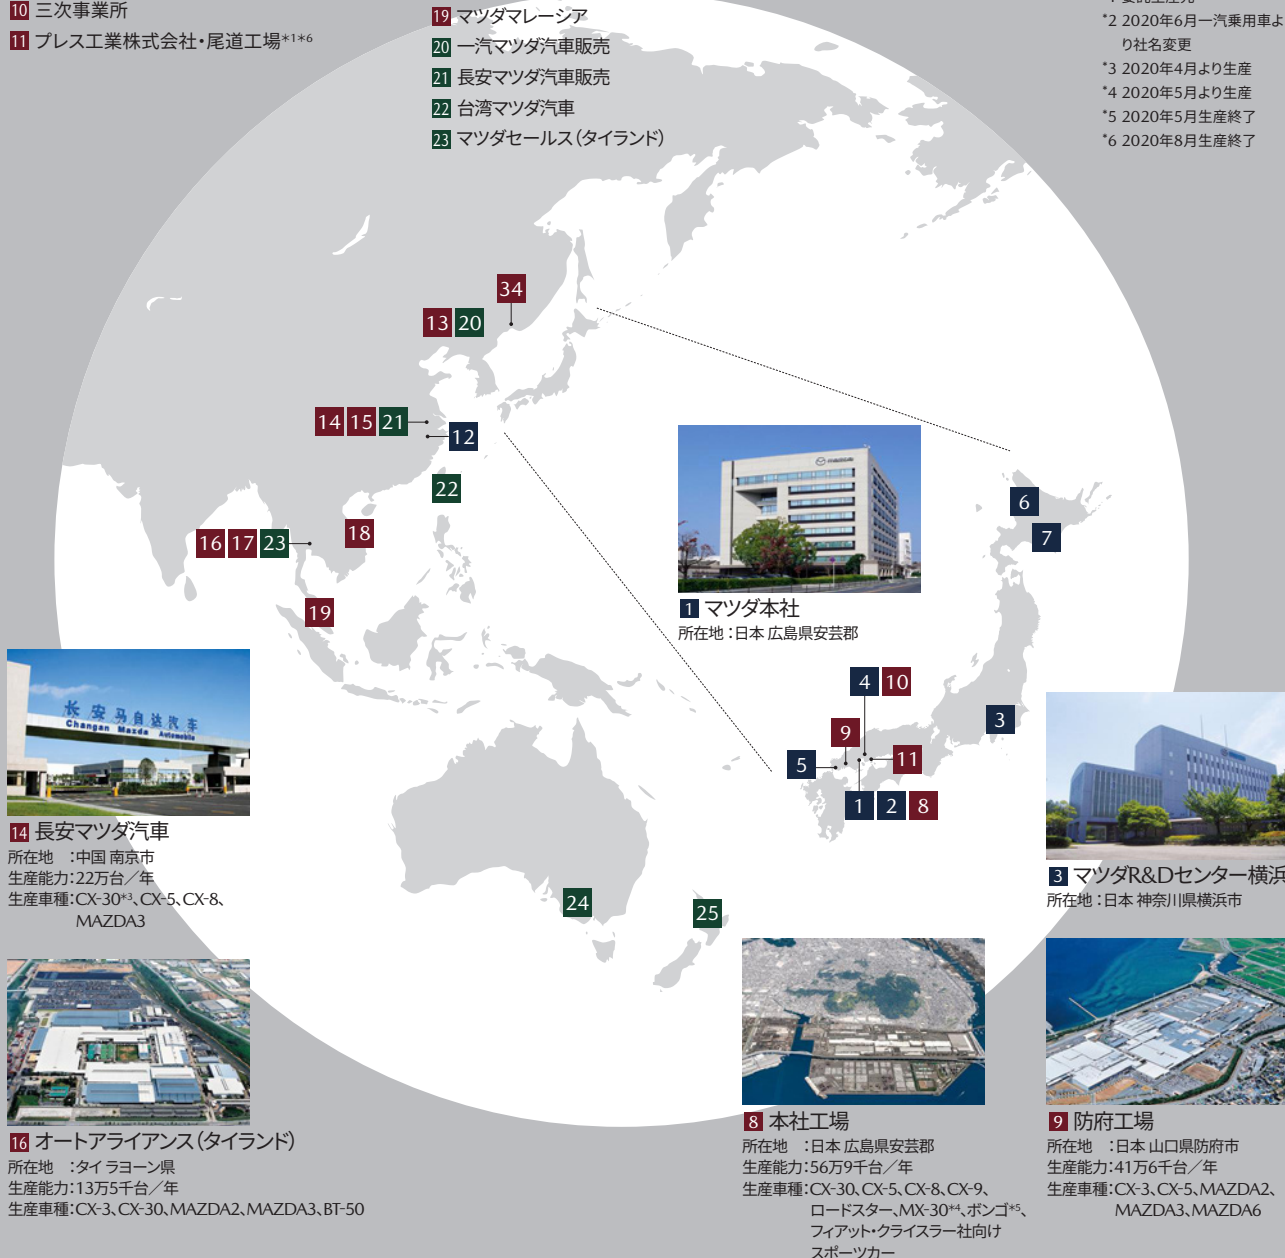 10 三次事業所
11 プレス工業株式会社・尾道工場*1*6
19 マツダマレーシア
20 一汽マツダ汽車販売
21 長安マツダ汽車販売
22 台湾マツダ汽車
23 マツダセールス（タイランド）
*2 2020年6月一汽乗用車よ
り社名変更
*3 2020年4月より生産
*4 2020年5月より生産
*5 2020年5月生産終了
*6 2020年8月生産終了
34
13 20
14 15 21
12
22
16 17 23
18
19
24
25
6
7
4 10
3
9
5
11
1 2 8
mazda
1 マツダ本社
所在地：日本 広島県安芸郡
长安马自达汽车
Changan Mazda Automobile
14 長安マツダ汽車
所在地 ：中国 南京市
生産能力：22万台／年
生産車種：CX-30*3、CX-5、CX-8、
MAZDA3
3 マツダR&Dセンター横浜
所在地：日本 神奈川県横浜市
16 オートアライアンス（タイランド）
所在地 ：タイ ラヨーン県
生産能力：13万5千台／年
生産車種：CX-3、CX-30、MAZDA2、MAZDA3、BT-50
8 本社工場
所在地 ：日本 広島県安芸郡
生産能力：56万9千台／年
生産車種：CX-30、CX-5、CX-8、CX-9、
ロードスター、MX-30*4、ボンゴ*5、
フィアット・クライスラー社向け
スポーツカー
9 防府工場
所在地 ：日本 山口県防府市
生産能力：41万6千台／年
生産車種：CX-3、CX-5、MAZDA2、
MAZDA3、MAZDA6